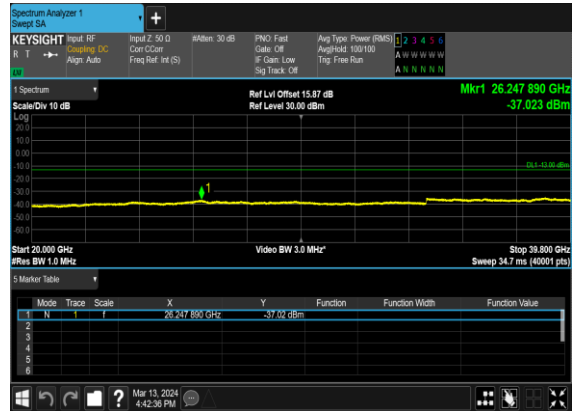 Spectrum Analyzer 1
Swept SA
KEYSIGHT
R T
Input: RF
Coupling: DC
Align: Auto
Input Z: 50 Ω
Corr CCorr
Freq Ref: Int (S)
#Atten: 30 dB
PNO: Fast
Gate: Off
IF Gain: Low
Sig Track: Off
Avg Type: Power (RMS)
Avg|Hold: 100/100
Trig: Free Run
1 2 3 4 5 6
A W W W W W
A N N N N N
1 Spectrum
Scale/Div 10 dB
Ref Lvl Offset 15.87 dB
Ref Level 30.00 dBm
Mkr1 26.247 890 GHz
-37.023 dBm
Log
20.0
10.0
0.00
-10.0
-20.0
-30.0
-40.0
-50.0
-60.0
DL1 -13.00 dBm
1
Start 20.000 GHz
#Res BW 1.0 MHz
Video BW 3.0 MHz*
Stop 39.800 GHz
Sweep 34.7 ms (40001 pts)
5 Marker Table
Mode Trace Scale X Y Function Function Width Function Value
1 N 1 f 26.247 890 GHz -37.02 dBm
2
3
4
5
6
?
Mar 13, 2024
4:42:36 PM